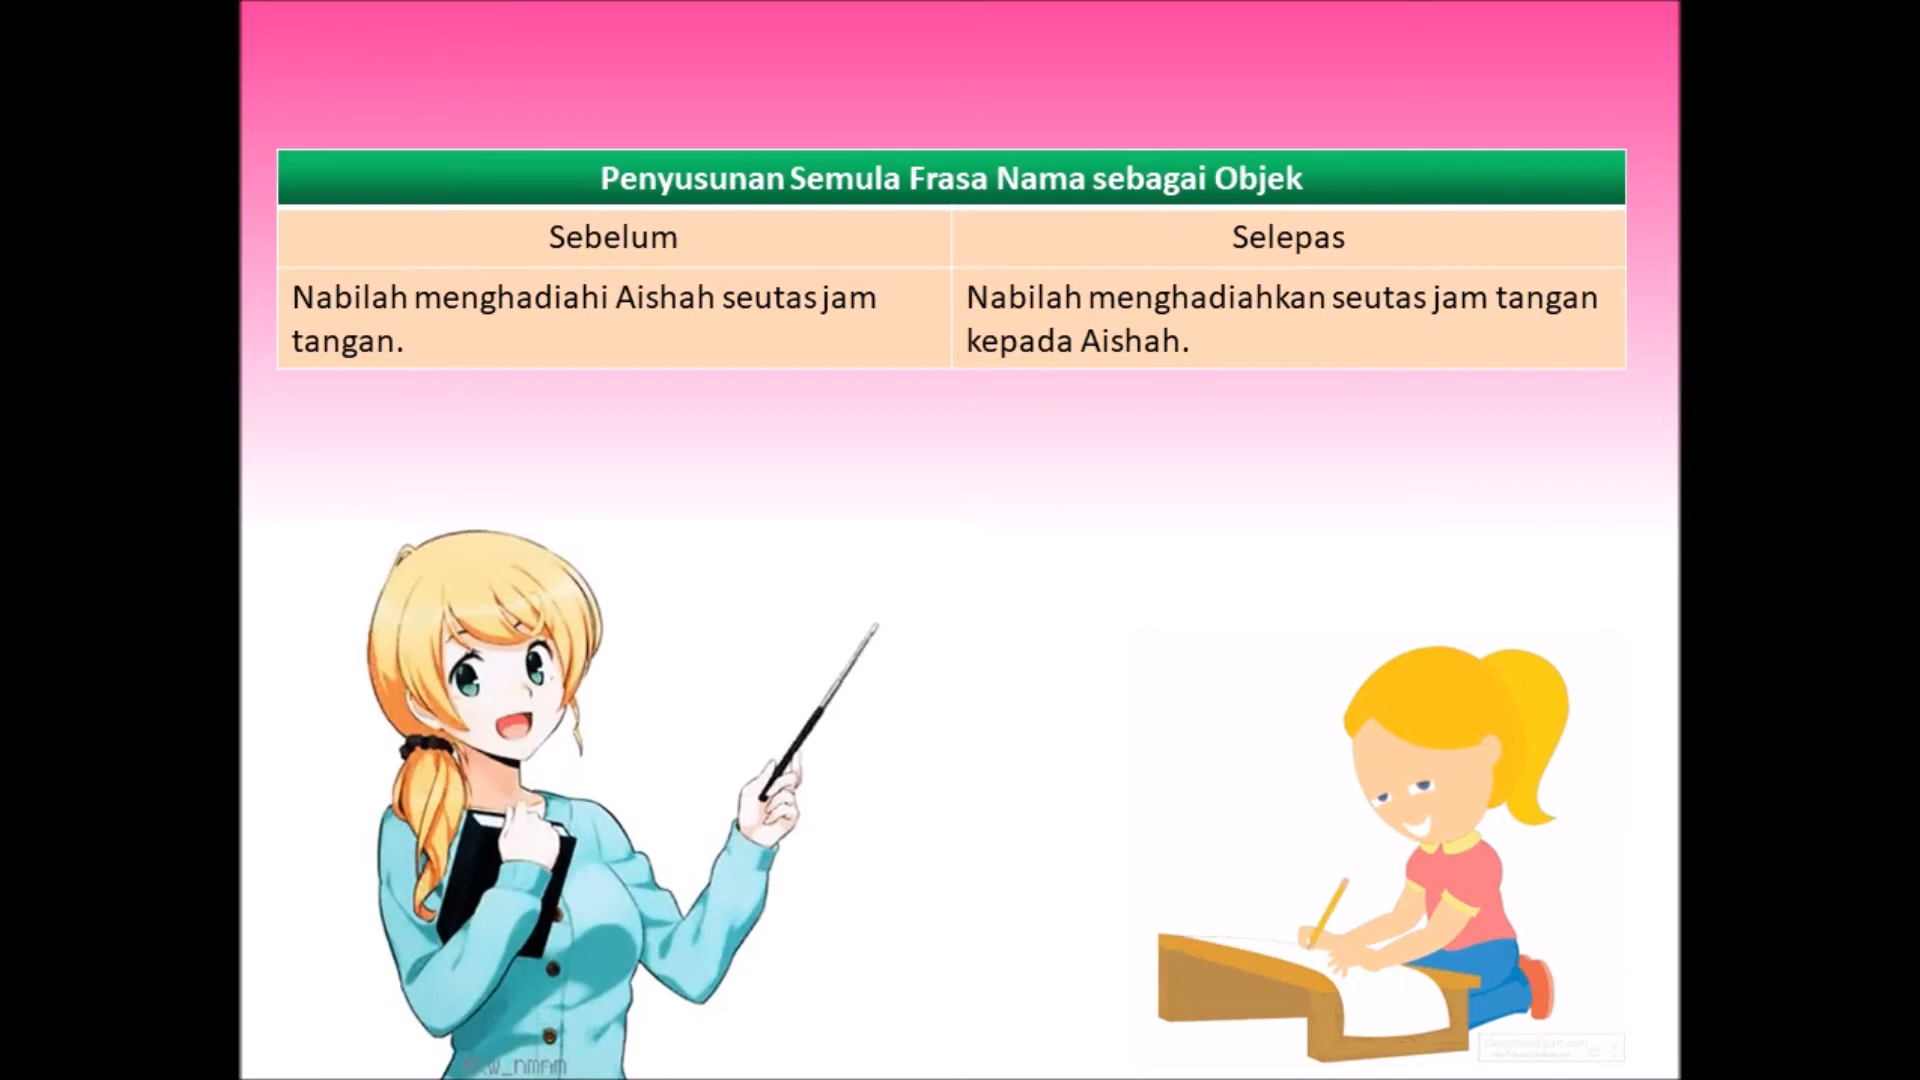 Penyusunan Semula Frasa Nama sebagai Objek
Sebelum
Selepas
Nabilah menghadiahi Aishah seutas jam
tangan.
Nabilah menghadiahkan seutas jam tangan
kepada Aishah.